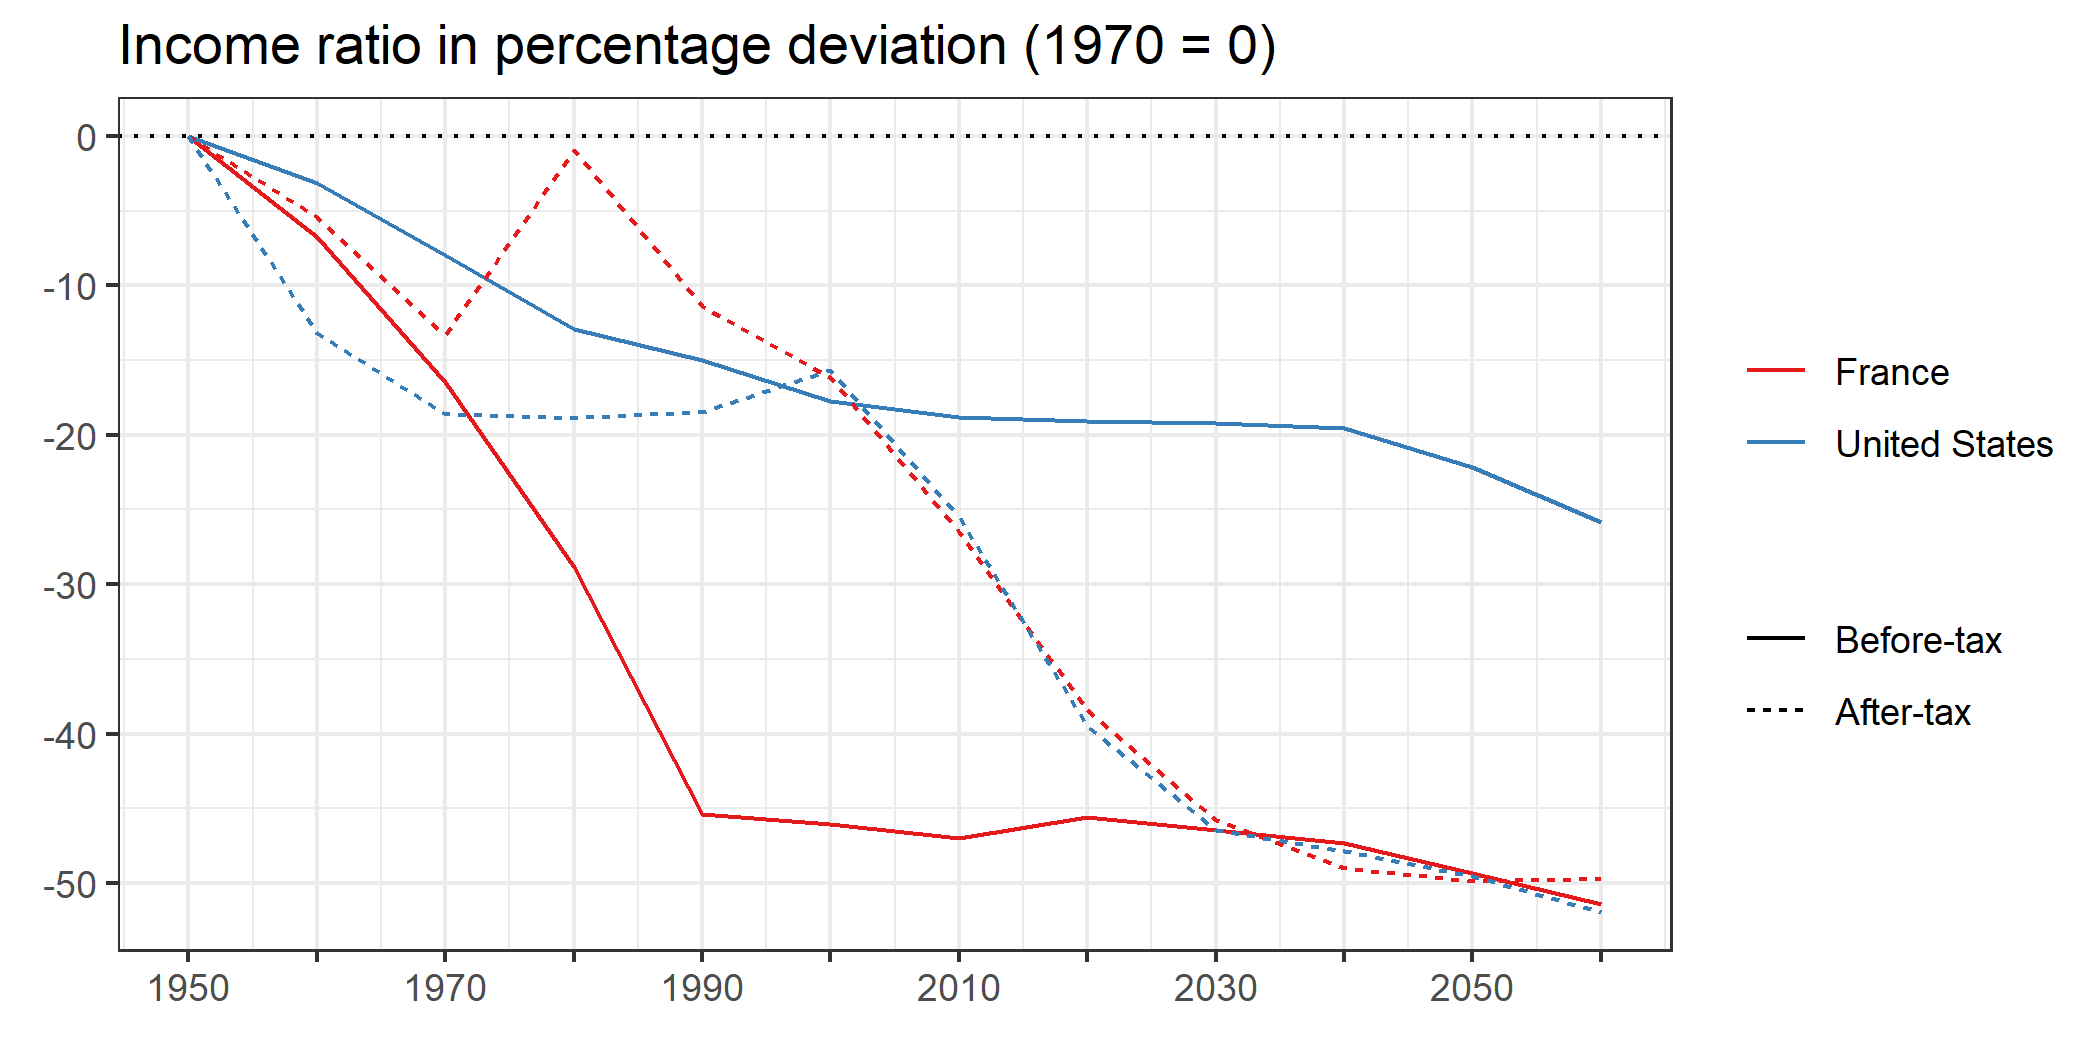 Income ratio in percentage deviation (1970 = 0)
0
-10
-20
-30
-40
-50
1950 1970 1990 2010 2030 2050
France
United States
Before-tax
After-tax